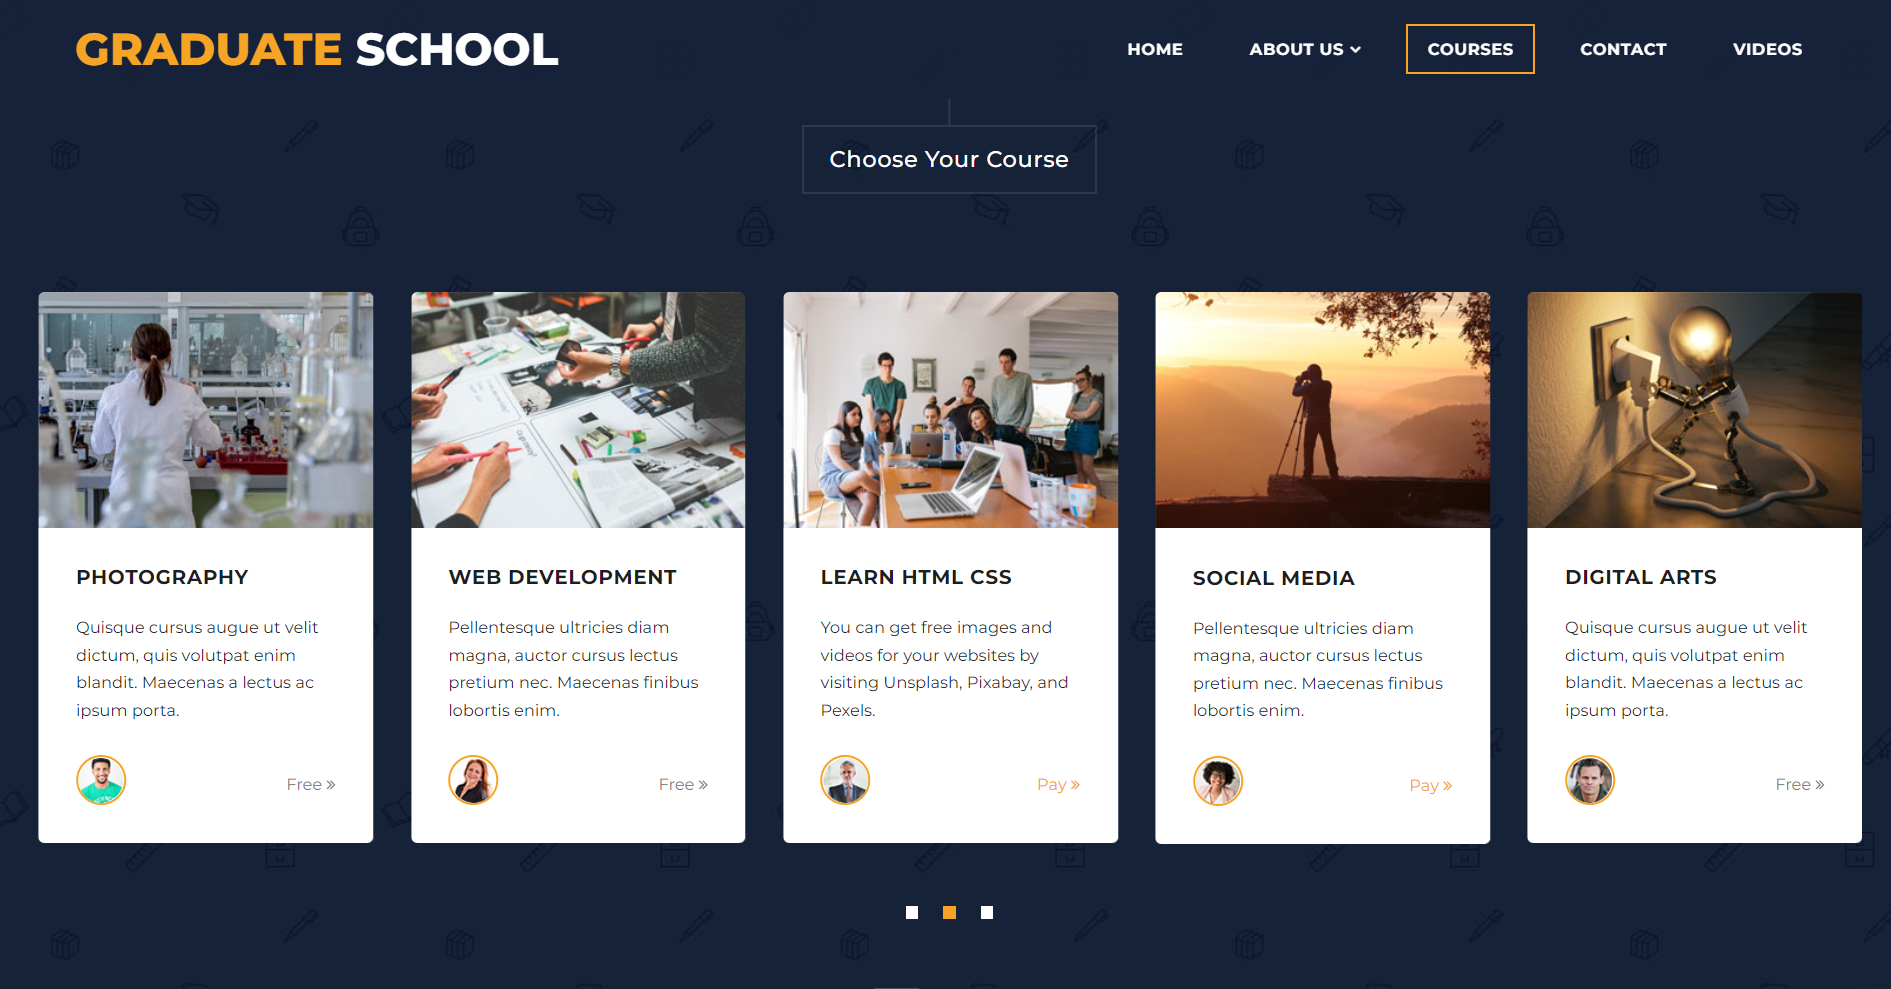 GRADUATE SCHOOL
HOME ABOUT US COURSES CONTACT VIDEOS
Choose Your Course
PHOTOGRAPHY
Quisque cursus augue ut velit
dictum, quis volutpat enim
blandit. Maecenas a lectus ac
ipsum porta.
Free »
WEB DEVELOPMENT
Pellentesque ultricies diam
magna, auctor cursus lectus
pretium nec. Maecenas finibus
lobortis enim.
Free »
LEARN HTML CSS
You can get free images and
videos for your websites by
visiting Unsplash, Pixabay, and
Pexels.
Pay »
SOCIAL MEDIA
Pellentesque ultricies diam
magna, auctor cursus lectus
pretium nec. Maecenas finibus
lobortis enim.
Pay »
DIGITAL ARTS
Quisque cursus augue ut velit
dictum, quis volutpat enim
blandit. Maecenas a lectus ac
ipsum porta.
Free »